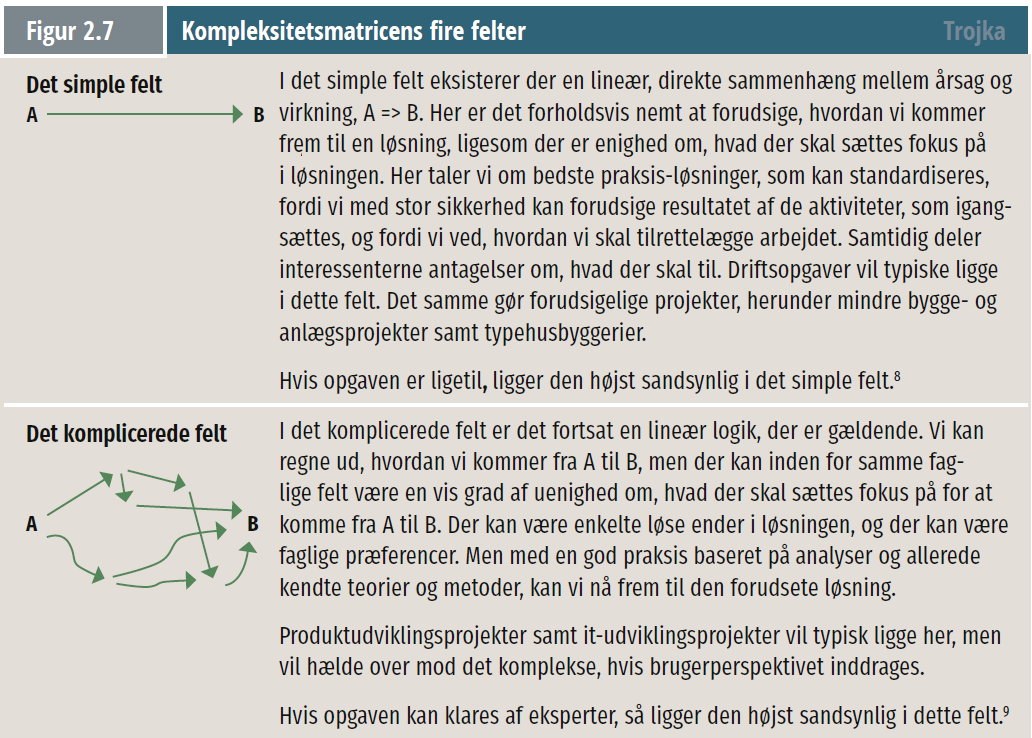 Figur 2.7
Kompleksitetsmatricens fire felter
Trojka
Det simple felt
A
B
I det simple felt eksisterer der en lineær, direkte sammenhæng mellem årsag og
virkning, A => B. Her er det forholdsvis nemt at forudsige, hvordan vi kommer
frem til en løsning, ligesom der er enighed om, hvad der skal sættes fokus på
i løsningen. Her taler vi om bedste praksis-løsninger, som kan standardiseres,
fordi vi med stor sikkerhed kan forudsige resultatet af de aktiviteter, som igang-
sættes, og fordi vi ved, hvordan vi skal tilrettelægge arbejdet. Samtidig deler
interessenterne antagelser om, hvad der skal til. Driftsopgaver vil typiske ligge
i dette felt. Det samme gør forudsigelige projekter, herunder mindre bygge- og
anlægsprojekter samt typehusbyggerier.
Hvis opgaven er ligetil, ligger den højst sandsynlig i det simple felt.⁸
Det komplicerede felt
A
B
I det komplicerede felt er det fortsat en lineær logik, der er gældende. Vi kan
regne ud, hvordan vi kommer fra A til B, men der kan inden for samme fag-
lige felt være en vis grad af uenighed om, hvad der skal sættes fokus på for at
komme fra A til B. Der kan være enkelte løse ender i løsningen, og der kan være
faglige præferencer. Men med en god praksis baseret på analyser og allerede
kendte teorier og metoder, kan vi nå frem til den forudsete løsning.
Produktudviklingsprojekter samt it-udviklingsprojekter vil typisk ligge her, men
vil hælde over mod det komplekse, hvis brugerperspektivet inddrages.
Hvis opgaven kan klares af eksperter, så ligger den højst sandsynlig i dette felt.⁹